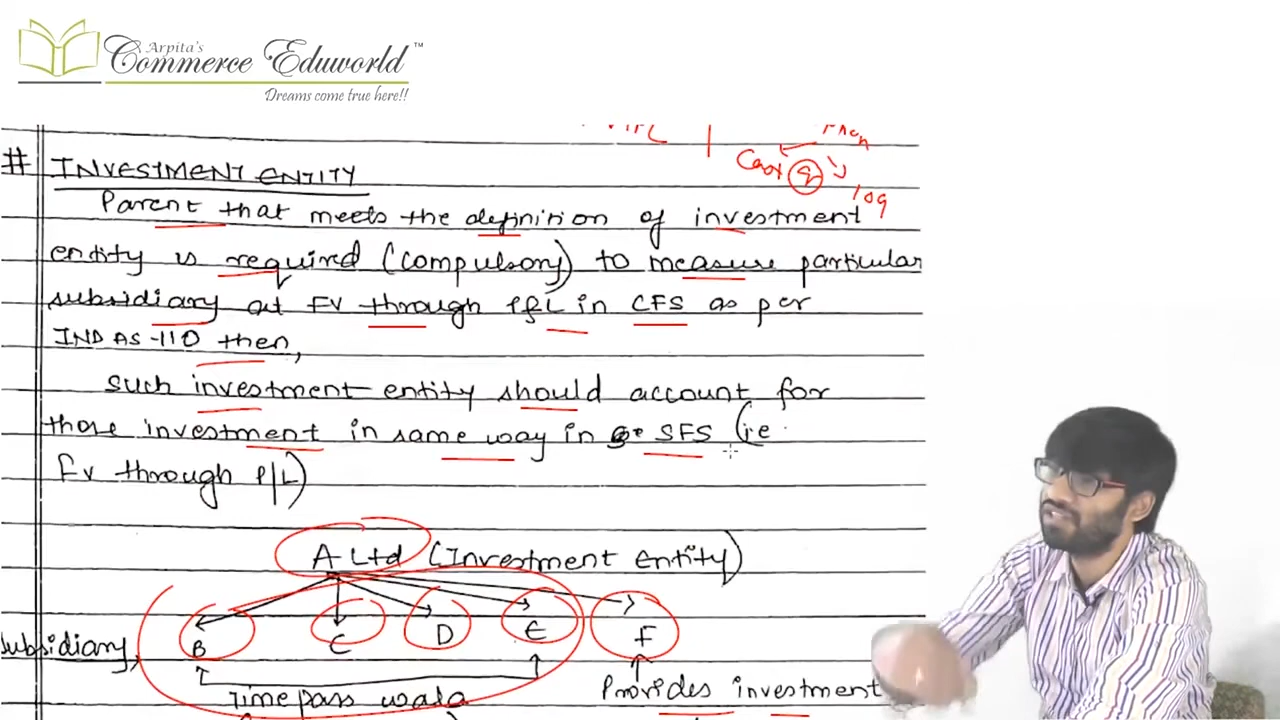 Arpita's
Commerce Eduworld™
Dreams come true here!!
Case 2
109
# INVESTMENT ENTITY
Parent that meets the definition of investment
entity is required (compulsory) to measure particular
subsidiary at FV through P&L in CFS as per
IND AS-110 then,
such investment entity should account for
those investment in same way in SFS (i.e
FV through P/L)
A Ltd (Investment entity)
subsidiary, B C D E F
Timepass wala Provides investment